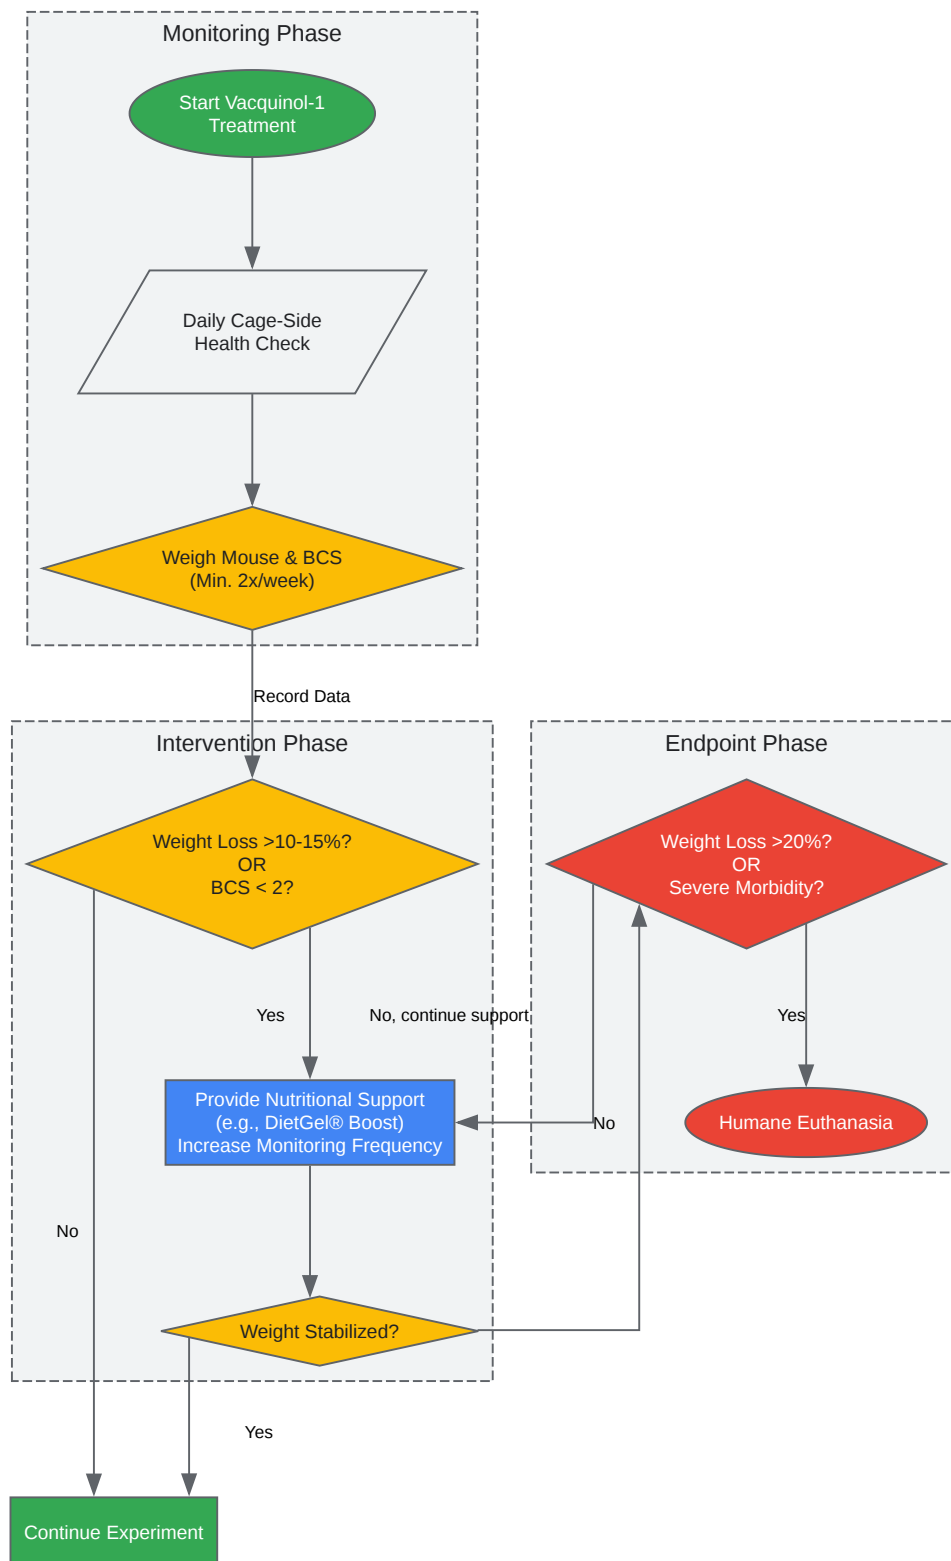 Monitoring Phase
Start Vacquinol-1
Treatment
Daily Cage-Side
Health Check
Weigh Mouse & BCS
(Min. 2x/week)
Record Data
Intervention Phase
Weight Loss >10-15%?
OR
BCS < 2?
Endpoint Phase
Weight Loss >20%?
OR
Severe Morbidity?
Yes
No, continue support
Yes
Provide Nutritional Support
(e.g., DietGel® Boost)
Increase Monitoring Frequency
No
Humane Euthanasia
No
Weight Stabilized?
Yes
Continue Experiment